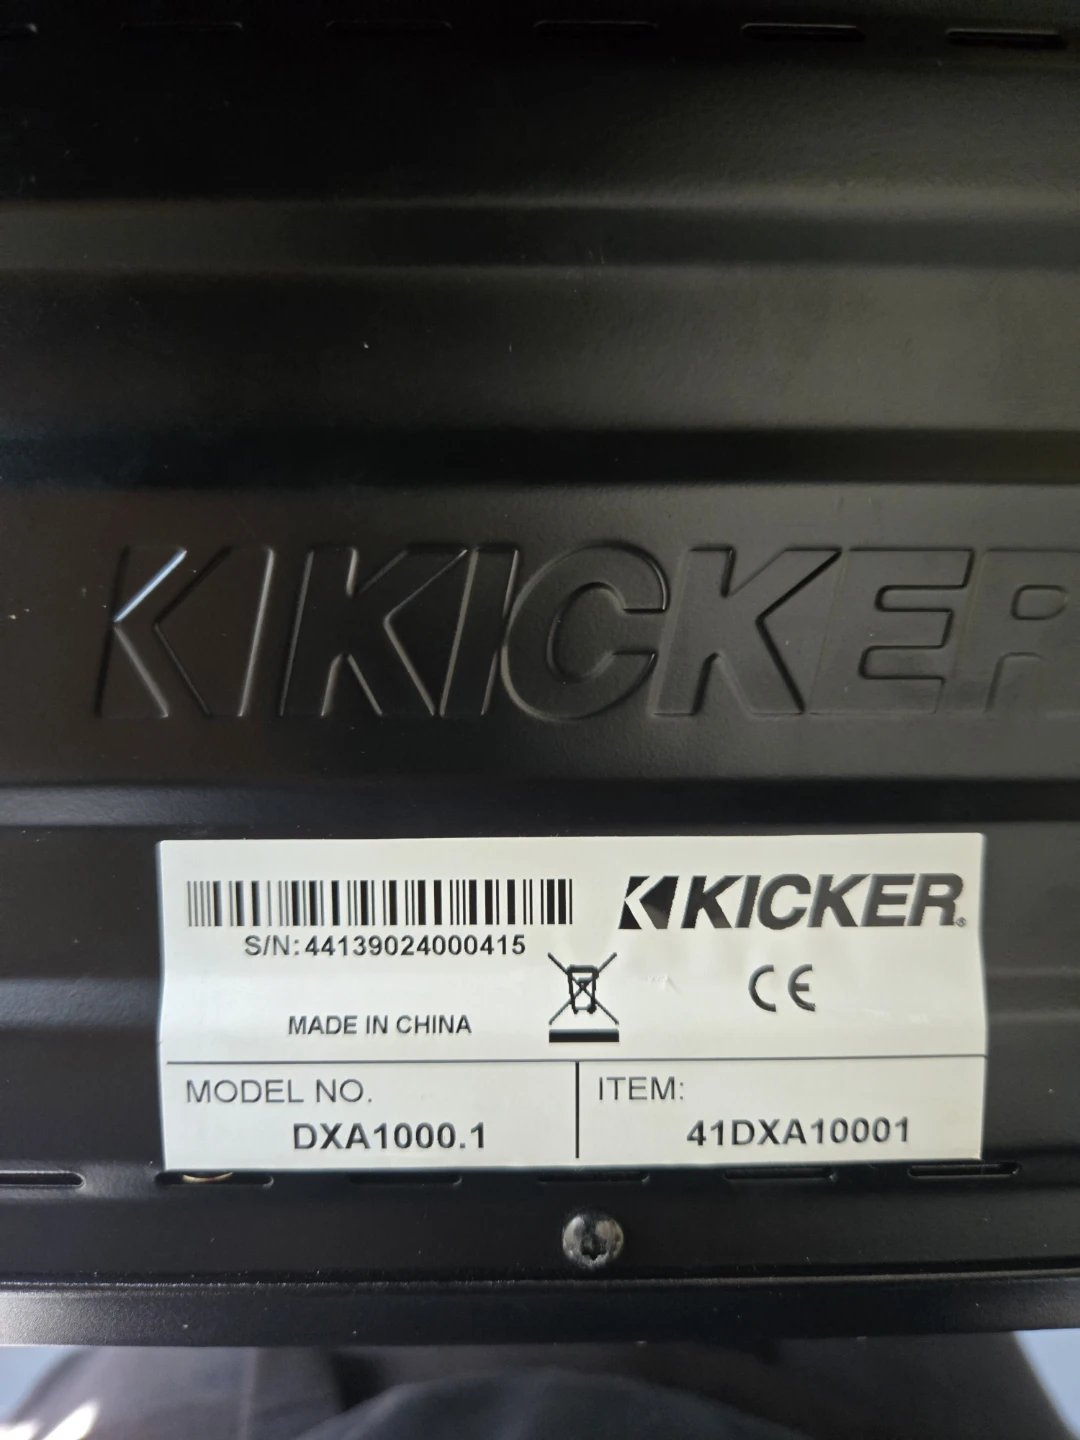 KICKER
KICKER®
S/N: 44139024000415
CE
MADE IN CHINA
MODEL NO.
DXA1000.1
ITEM:
41DXA10001